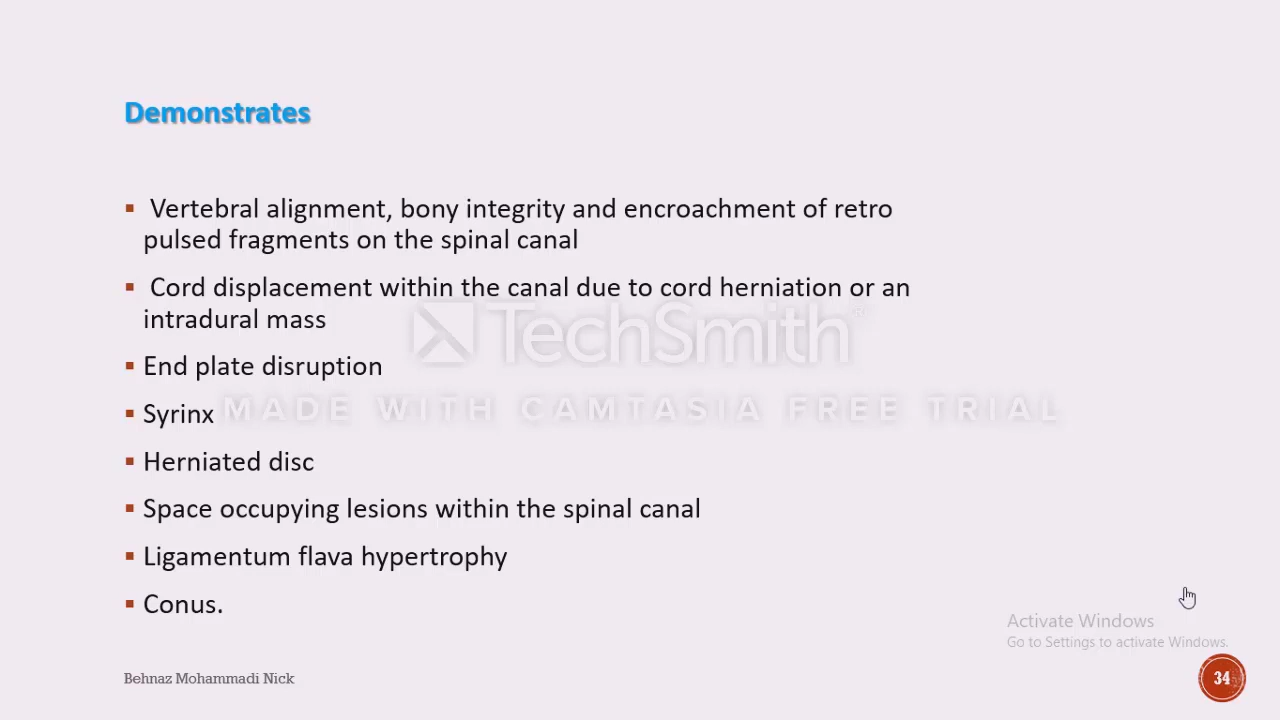 Demonstrates
▪ Vertebral alignment, bony integrity and encroachment of retro
pulsed fragments on the spinal canal
▪ Cord displacement within the canal due to cord herniation or an
intradural mass
TechSmith®
▪ End plate disruption
▪ Syrinx
MADE WITH CAMTASIA FREE TRIAL
▪ Herniated disc
▪ Space occupying lesions within the spinal canal
▪ Ligamentum flava hypertrophy
▪ Conus.
Activate Windows
Go to Settings to activate Windows.
Behnaz Mohammadi Nick
34